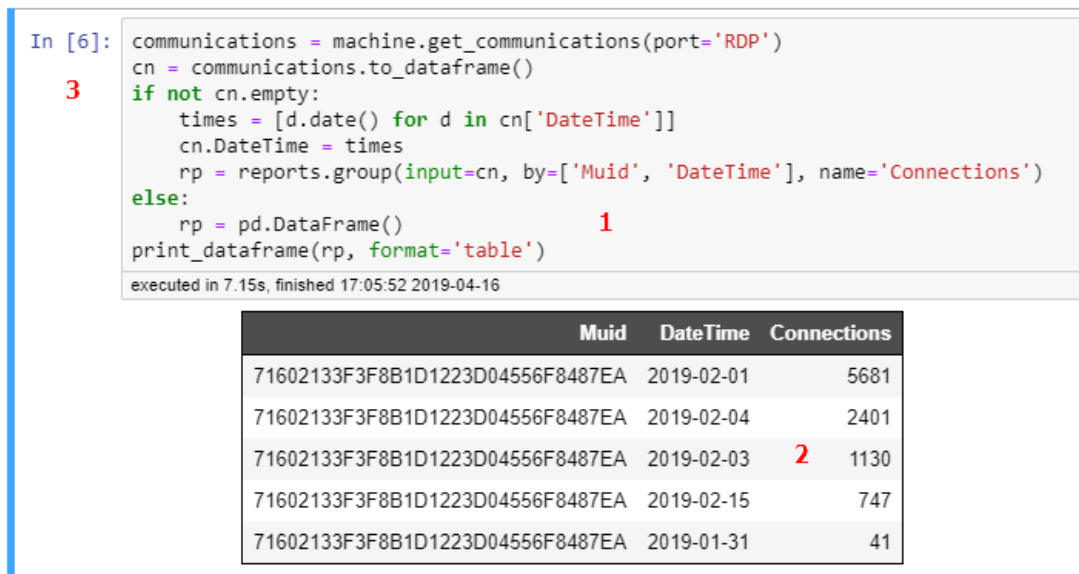 In [6]: communications = machine.get_communications(port='RDP')
cn = communications.to_dataframe()
3 if not cn.empty:
    times = [d.date() for d in cn['DateTime']]
    cn.DateTime = times
    rp = reports.group(input=cn, by=['Muid', 'DateTime'], name='Connections')
else:
    rp = pd.DataFrame() 1
print_dataframe(rp, format='table')
executed in 7.15s, finished 17:05:52 2019-04-16
Muid DateTime Connections
71602133F3F8B1D1223D04556F8487EA 2019-02-01 5681
71602133F3F8B1D1223D04556F8487EA 2019-02-04 2401
71602133F3F8B1D1223D04556F8487EA 2019-02-03 2 1130
71602133F3F8B1D1223D04556F8487EA 2019-02-15 747
71602133F3F8B1D1223D04556F8487EA 2019-01-31 41